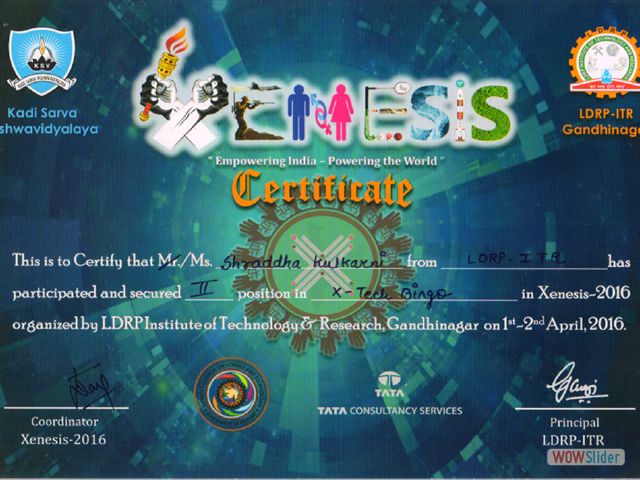 KSV
Kadi Sarva
shwavidyalaya
XENESIS
LDRP-ITR
Gandhinaga
" Empowering India – Powering the World "
Certificate
This is to Certify that Mr./Ms. Shraddha Kulkarni from LDRP-ITR has
participated and secured II position in X-Tech Bingo in Xenesis-2016
organized by LDRP Institute of Technology & Research, Gandhinagar on 1st-2nd April, 2016.
TATA
TATA CONSULTANCY SERVICES
Coordinator
Xenesis-2016
Principal
LDRP-ITR
WOWSlider